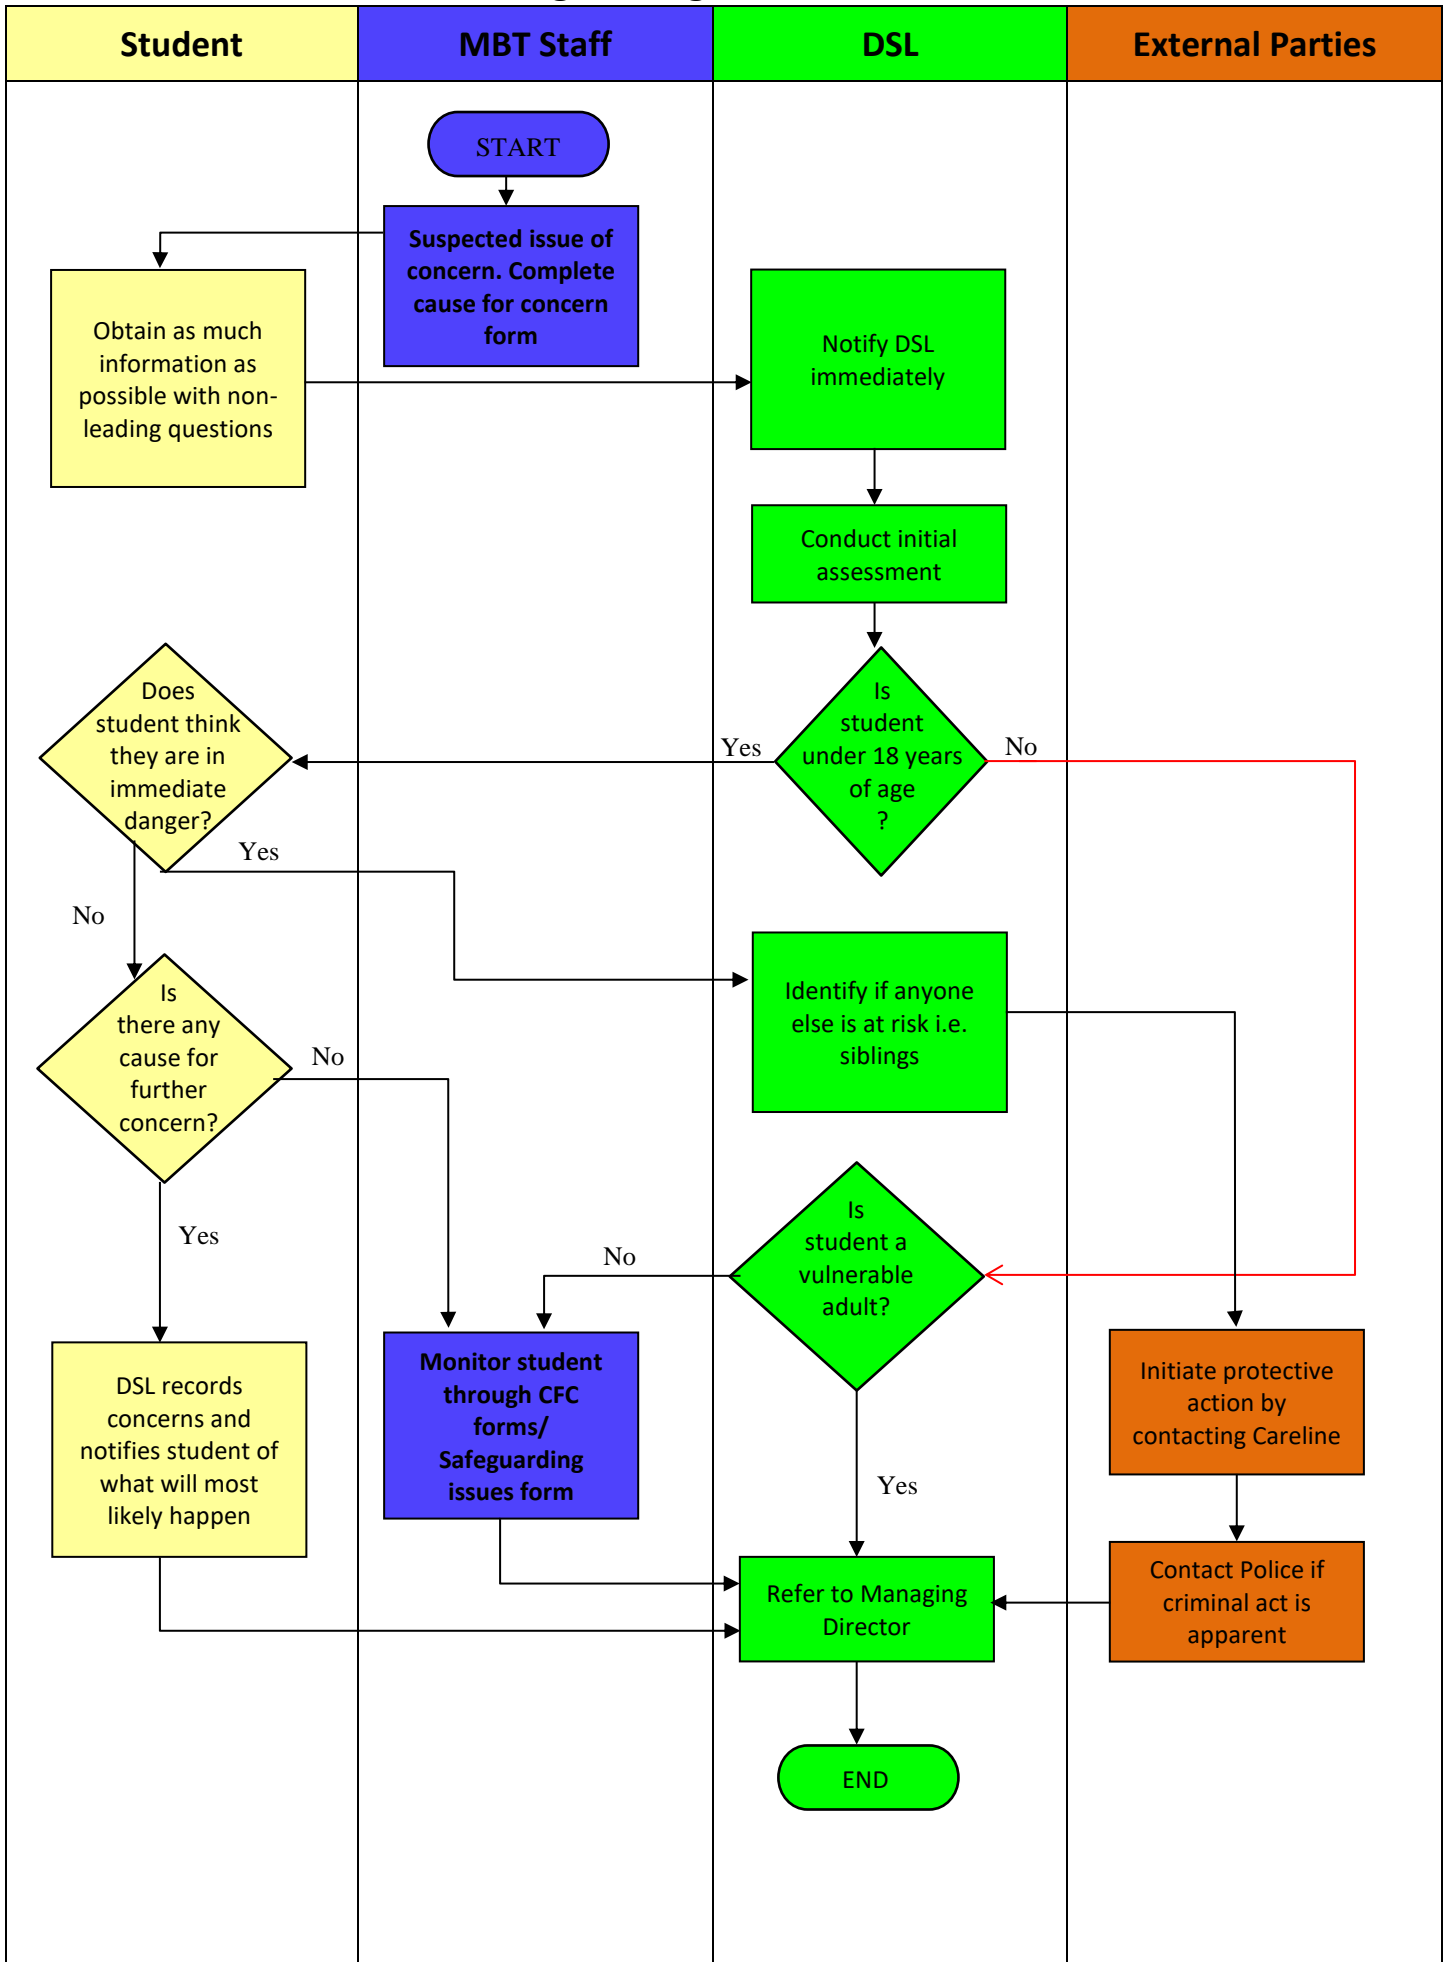 Student
MBT Staff
DSL
External Parties
START
Suspected issue of
concern. Complete
cause for concern
form
Obtain as much
information as
possible with non-
leading questions
Notify DSL
immediately
Conduct initial
assessment
Does
student think
they are in
immediate
danger?
Yes
Is
student
under 18 years
of age
?
No
Yes
No
Is
there any
cause for
further
concern?
No
Identify if anyone
else is at risk i.e.
siblings
Yes
No
Is
student a
vulnerable
adult?
DSL records
concerns and
notifies student of
what will most
likely happen
Monitor student
through CFC
forms/
Safeguarding
issues form
Yes
Initiate protective
action by
contacting Careline
Refer to Managing
Director
Contact Police if
criminal act is
apparent
END